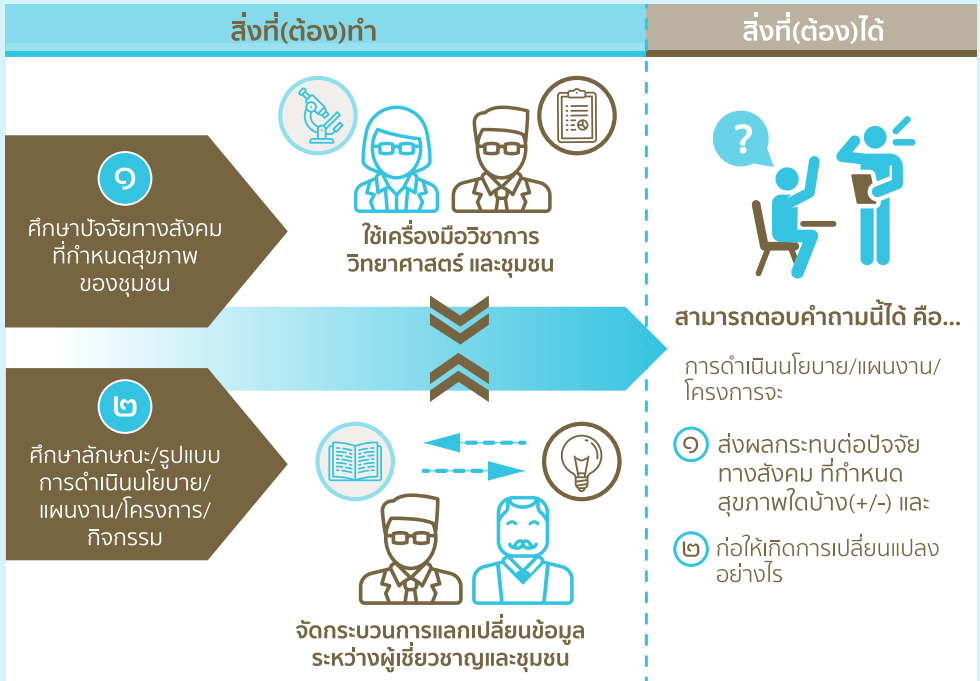 สิ่งที่(ต้อง)ทำ
สิ่งที่(ต้อง)ได้
๑
ศึกษาปัจจัยทางสังคม
ที่กำหนดสุขภาพ
ของชุมชน
ใช้เครื่องมือวิชาการ
วิทยาศาสตร์ และชุมชน
๒
ศึกษาลักษณะ/รูปแบบ
การดำเนินนโยบาย/
แผนงาน/โครงการ/
กิจกรรม
จัดกระบวนการแลกเปลี่ยนข้อมูล
ระหว่างผู้เชี่ยวชาญและชุมชน
?
สามารถตอบคำถามนี้ได้ คือ...
การดำเนินนโยบาย/แผนงาน/
โครงการจะ
๑ ส่งผลกระทบต่อปัจจัย
ทางสังคม ที่กำหนด
สุขภาพใดบ้าง(+/-) และ
๒ ก่อให้เกิดการเปลี่ยนแปลง
อย่างไร